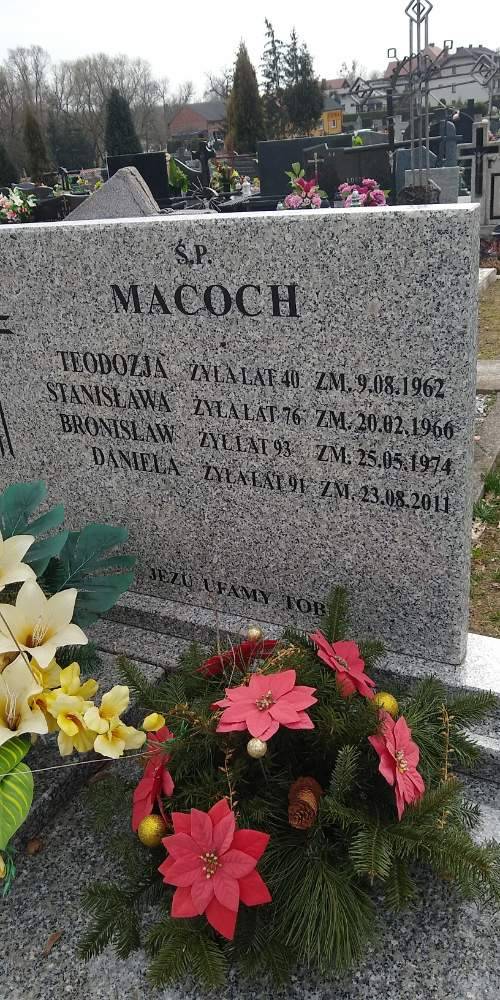 Ś.P.
MACOCH
TEODOZJA ŻYŁA LAT 40 ZM. 9.08.1962
STANISŁAWA ŻYŁA LAT 76 ZM. 20.02.1966
BRONISŁAW ŻYŁ LAT 93 ZM. 25.05.1974
DANIELA ŻYŁA LAT 91 ZM. 23.08.2011
JEZU UFAMY TOB